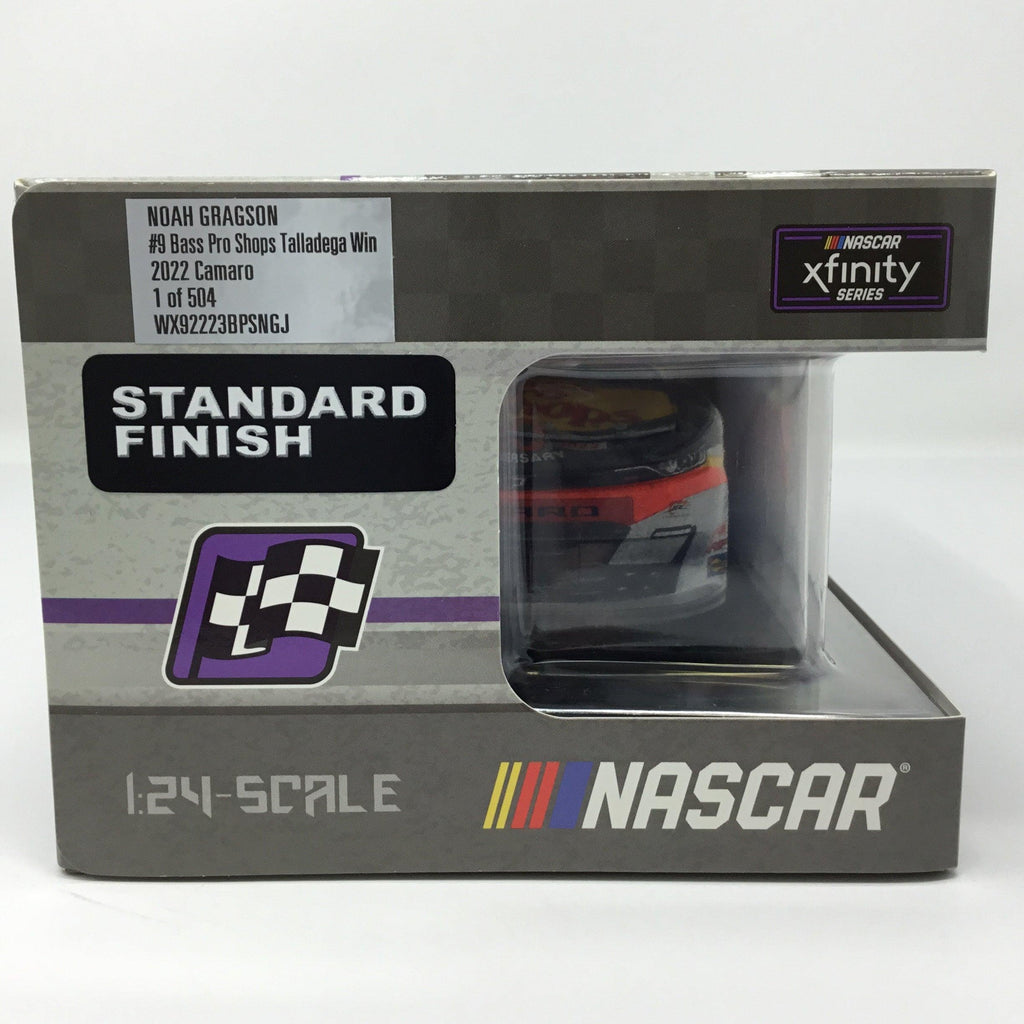 NOAH GRAGSON
#9 Bass Pro Shops Talladega Win
2022 Camaro
1 of 504
WX92223BPSNGJ
NASCAR
xfinity
SERIES
STANDARD
FINISH
7
1:24-SCALE
NASCAR®